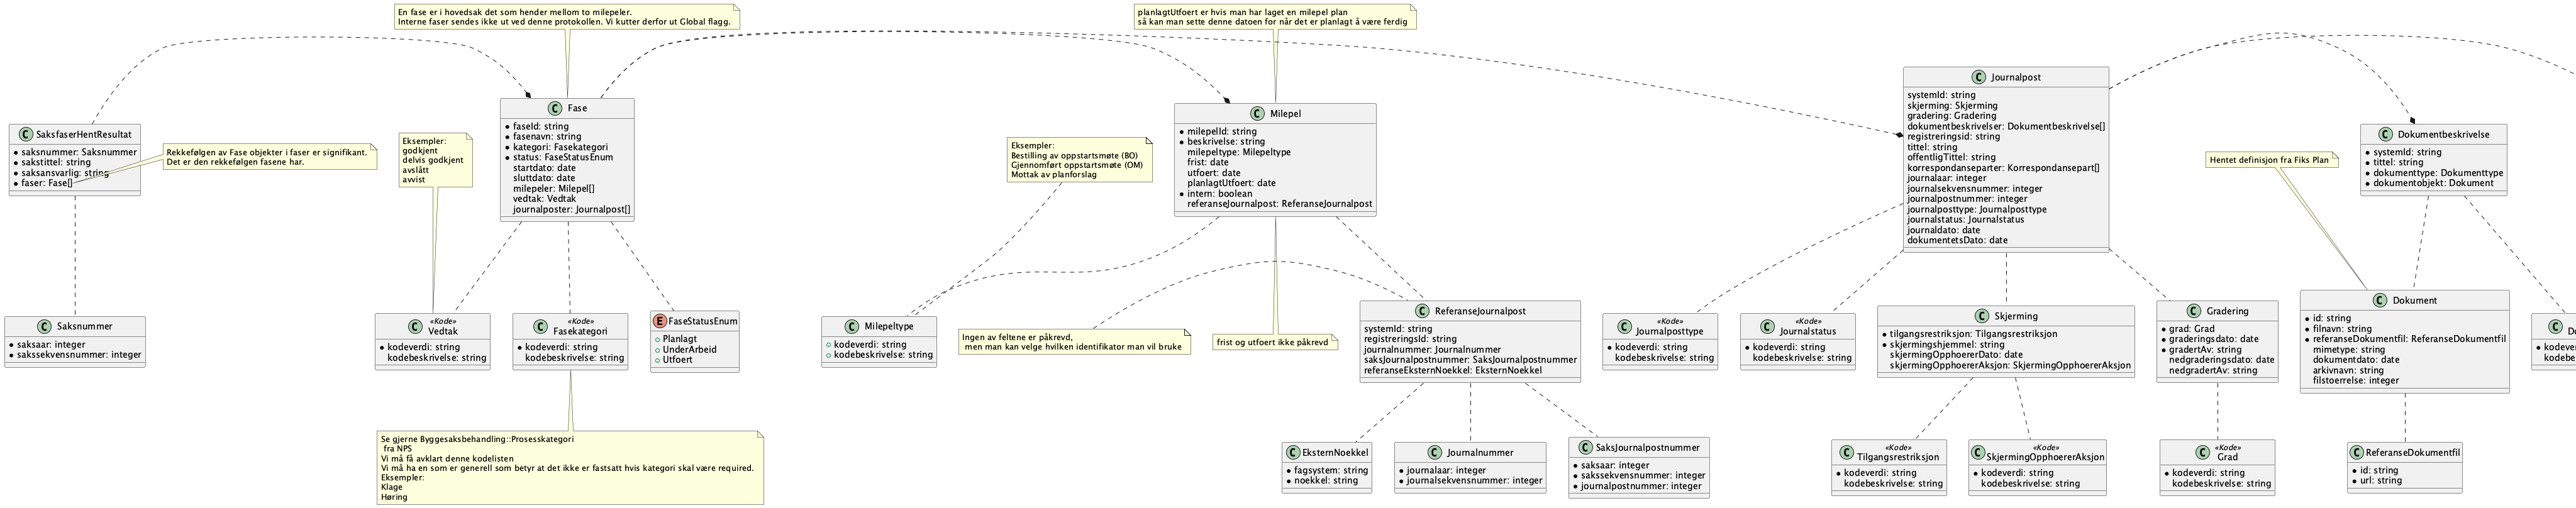 En fase er i hovedsak det som hender mellom to milepeler.
Interne faser sendes ikke ut ved denne protokollen. Vi kutter derfor ut Global flagg.
planlagtUtfoert er hvis man har laget en milepel plan
så kan man sette denne datoen for når det er planlagt å være ferdig
C SaksfaserHentResultat
saksnummer: Saksnummer
sakstittel: string
saksansvarlig: string
faser: Fase[]
Rekkefølgen av Fase objekter i faser er signifikant.
Det er den rekkefølgen fasene har.
Eksempler:
godkjent
delvis godkjent
avslått
avvist
C Fase
faseId: string
fasenavn: string
kategori: Fasekategori
status: FaseStatusEnum
startdato: date
sluttdato: date
milepeler: Milepel[]
vedtak: Vedtak
journalposter: Journalpost[]
Eksempler:
Bestilling av oppstartsmøte (BO)
Gjennomført oppstartsmøte (OM)
Mottak av planforslag
C Milepel
milepelId: string
beskrivelse: string
milepeltype: Milepeltype
frist: date
utfoert: date
planlagtUtfoert: date
intern: boolean
referanseJournalpost: ReferanseJournalpost
C Journalpost
systemId: string
skjerming: Skjerming
gradering: Gradering
dokumentbeskrivelser: Dokumentbeskrivelse[]
registreringsid: string
tittel: string
offentligTittel: string
korrespondanseparter: Korrespondansepart[]
journalaar: integer
journalsekvensnummer: integer
journalpostnummer: integer
journalposttype: Journalposttype
journalstatus: Journalstatus
journaldato: date
dokumentetsDato: date
Hentet definisjon fra Fiks Plan
C Dokumentbeskrivelse
systemId: string
tittel: string
dokumenttype: Dokumenttype
dokumentobjekt: Dokument
C Saksnummer
saksaar: integer
sakssekvensnummer: integer
C «Kode»
Vedtak
kodeverdi: string
kodebeskrivelse: string
C «Kode»
Fasekategori
kodeverdi: string
kodebeskrivelse: string
E FaseStatusEnum
Planlagt
UnderArbeid
Utfoert
C Milepeltype
kodeverdi: string
kodebeskrivelse: string
Ingen av feltene er påkrevd,
men man kan velge hvilken identifikator man vil bruke
frist og utfoert ikke påkrevd
C ReferanseJournalpost
systemId: string
registreringsId: string
journalnummer: Journalnummer
saksJournalpostnummer: SaksJournalpostnummer
referanseEksternNoekkel: EksternNoekkel
C «Kode»
Journalposttype
kodeverdi: string
kodebeskrivelse: string
C «Kode»
Journalstatus
kodeverdi: string
kodebeskrivelse: string
C Skjerming
tilgangsrestriksjon: Tilgangsrestriksjon
skjermingshjemmel: string
skjermingOpphoererDato: date
skjermingOpphoererAksjon: SkjermingOpphoererAksjon
C Gradering
grad: Grad
graderingsdato: date
gradertAv: string
nedgraderingsdato: date
nedgradertAv: string
C Dokument
id: string
filnavn: string
referanseDokumentfil: ReferanseDokumentfil
mimetype: string
dokumentdato: date
arkivnavn: string
filstoerrelse: integer
C
Se gjerne Byggesaksbehandling::Prosesskategori
fra NPS
Vi må få avklart denne kodelisten
Vi må ha en som er generell som betyr at det ikke er fastsatt hvis kategori skal være required.
Eksempler:
Klage
Høring
C EksternNoekkel
fagsystem: string
noekkel: string
C Journalnummer
journalaar: integer
journalsekvensnummer: integer
C SaksJournalpostnummer
saksaar: integer
sakssekvensnummer: integer
journalpostnummer: integer
C «Kode»
Tilgangsrestriksjon
kodeverdi: string
kodebeskrivelse: string
C «Kode»
SkjermingOpphoererAksjon
kodeverdi: string
kodebeskrivelse: string
C «Kode»
Grad
kodeverdi: string
kodebeskrivelse: string
C ReferanseDokumentfil
id: string
url: string